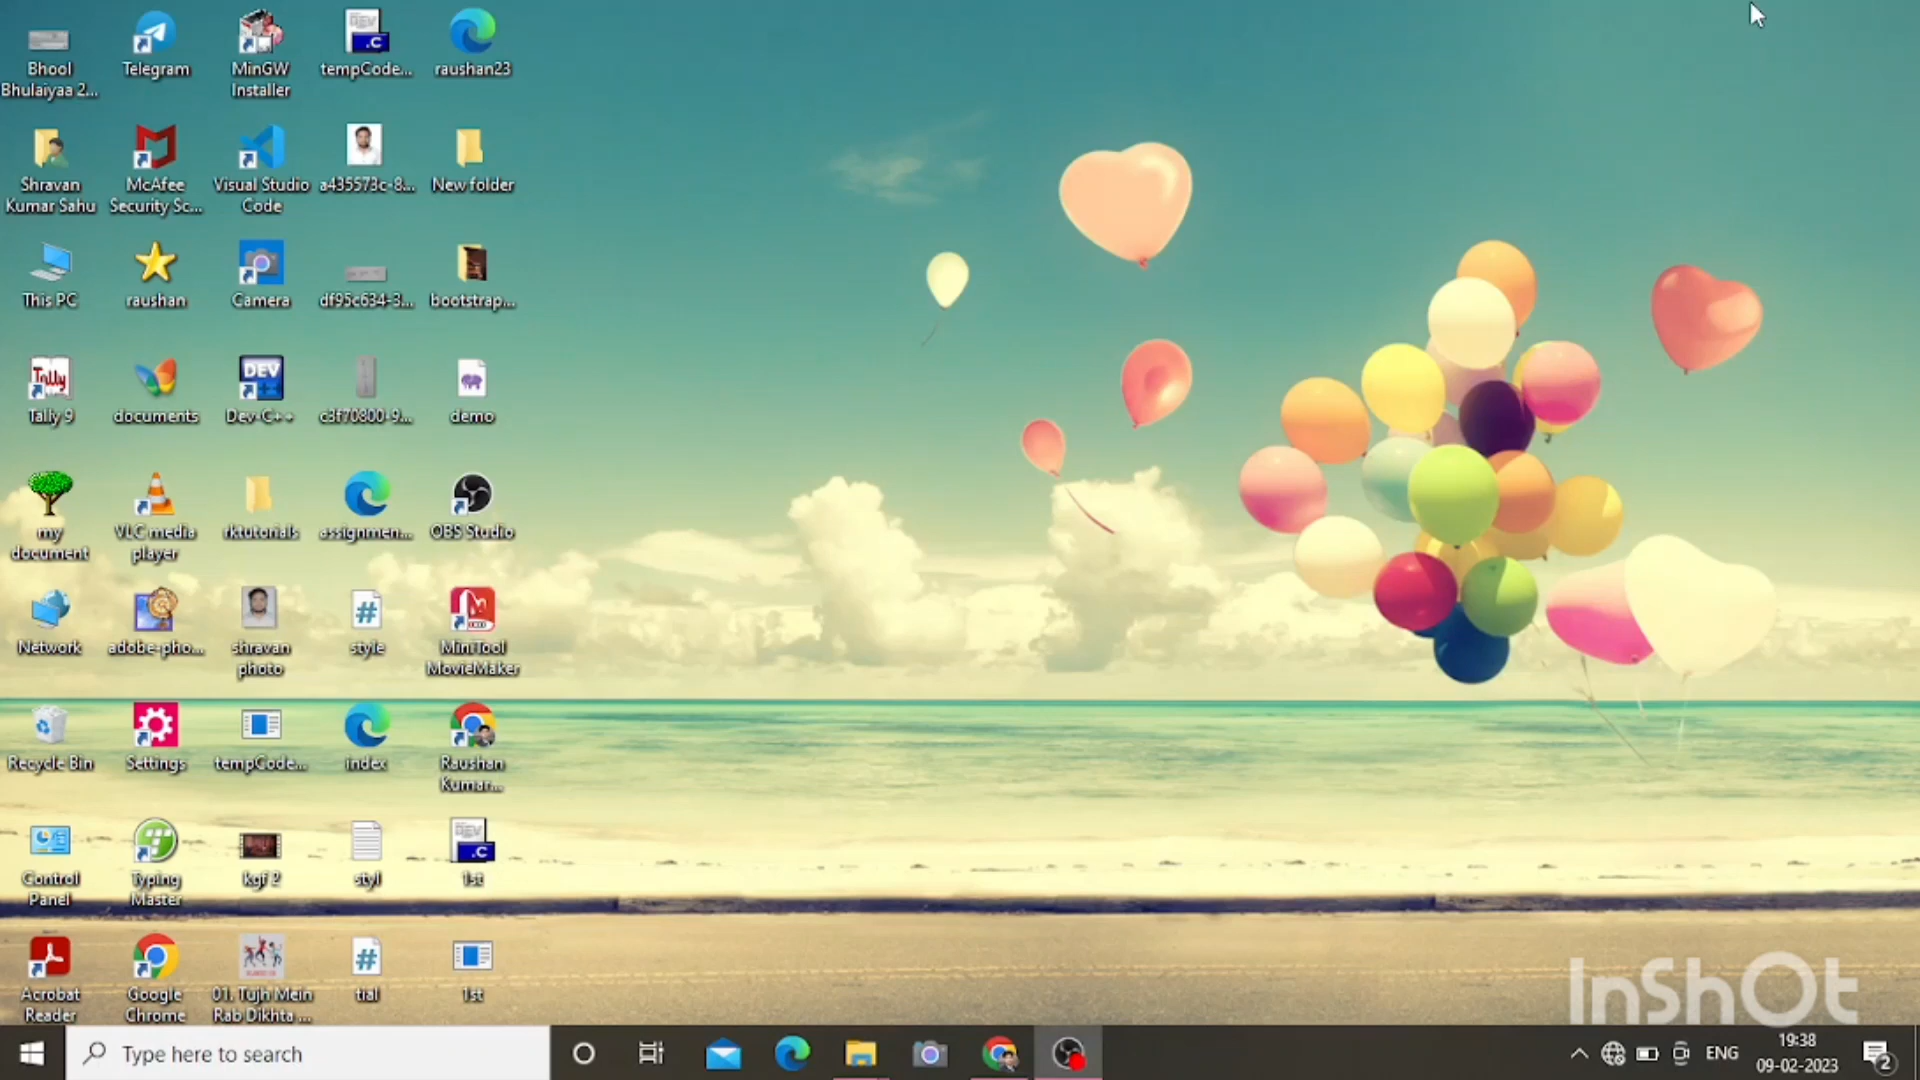 Bhool
Bhulaiyaa 2...
Telegram
MinGW
Installer
tempCode...
raushan23
Shravan
Kumar Sahu
McAfee
Security Sc...
Visual Studio
Code
a435573c-8...
New folder
This PC
raushan
Camera
df95c634-3...
bootstrap...
Tally 9
documents
Dev-C++
c3f70800-9...
demo
my
document
VLC media
player
rktutorials
assignmen...
OBS Studio
Network
adobe-pho...
shravan
photo
style
MiniTool
MovieMaker
Recycle Bin
Settings
tempCode...
index
Raushan
Kumar...
Control
Panel
Typing
Master
kgf 2
styl
1st
Acrobat
Reader
Google
Chrome
01. Tujh Mein
Rab Dikhta ...
tial
1st
InShOt
Type here to search
ENG
19:38
09-02-2023
2